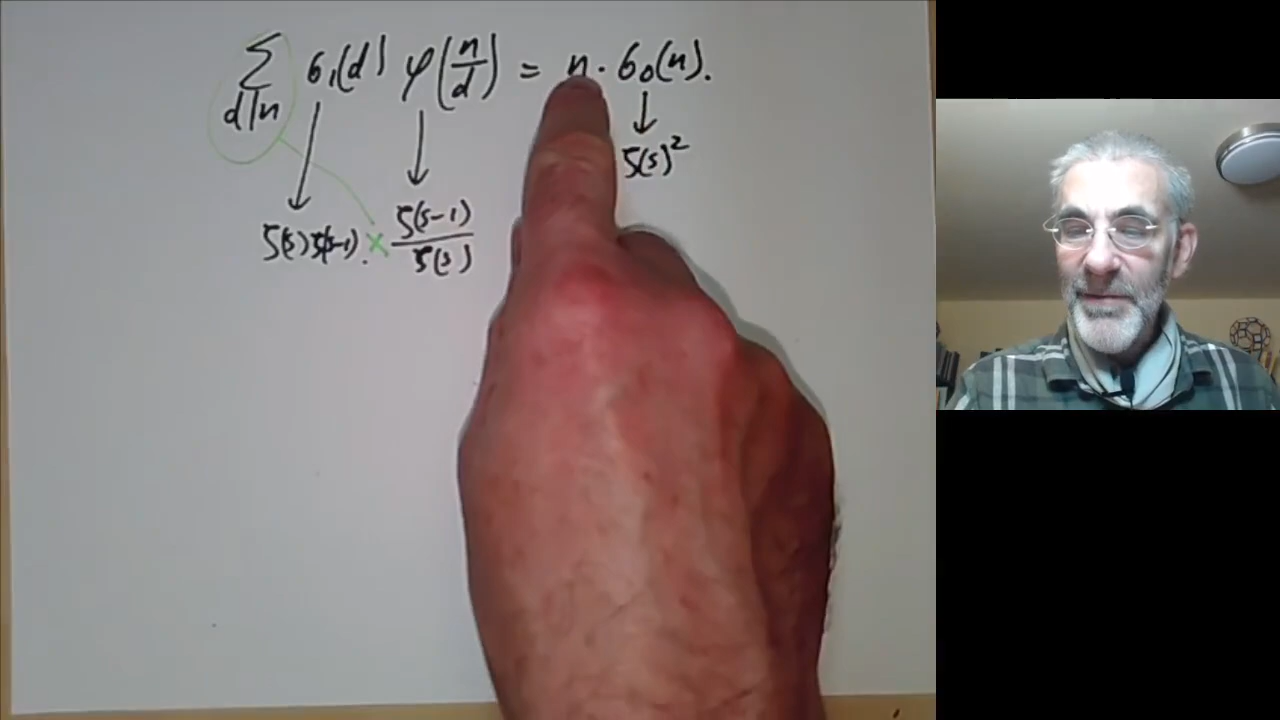 ∑ σ₁(d) φ(n/d) = n · σ₀(n).
d|n
ζ(s)²
ζ(s) ζ(s-1). × ζ(s-1)/ζ(s)